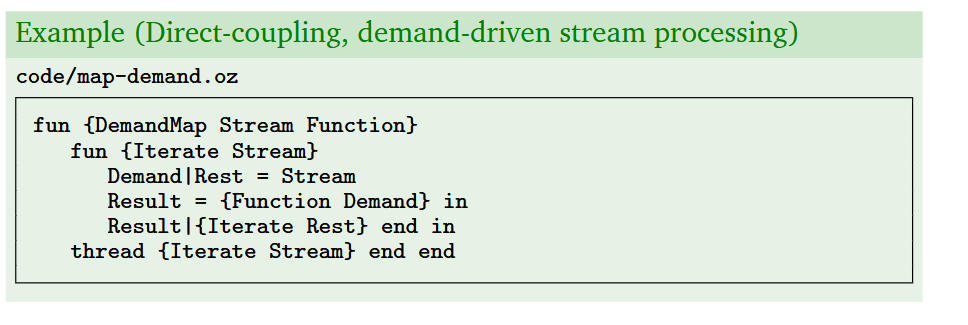 Example (Direct-coupling, demand-driven stream processing)
code/map-demand.oz
fun {DemandMap Stream Function}
   fun {Iterate Stream}
      Demand|Rest = Stream
      Result = {Function Demand} in
      Result|{Iterate Rest} end in
   thread {Iterate Stream} end end